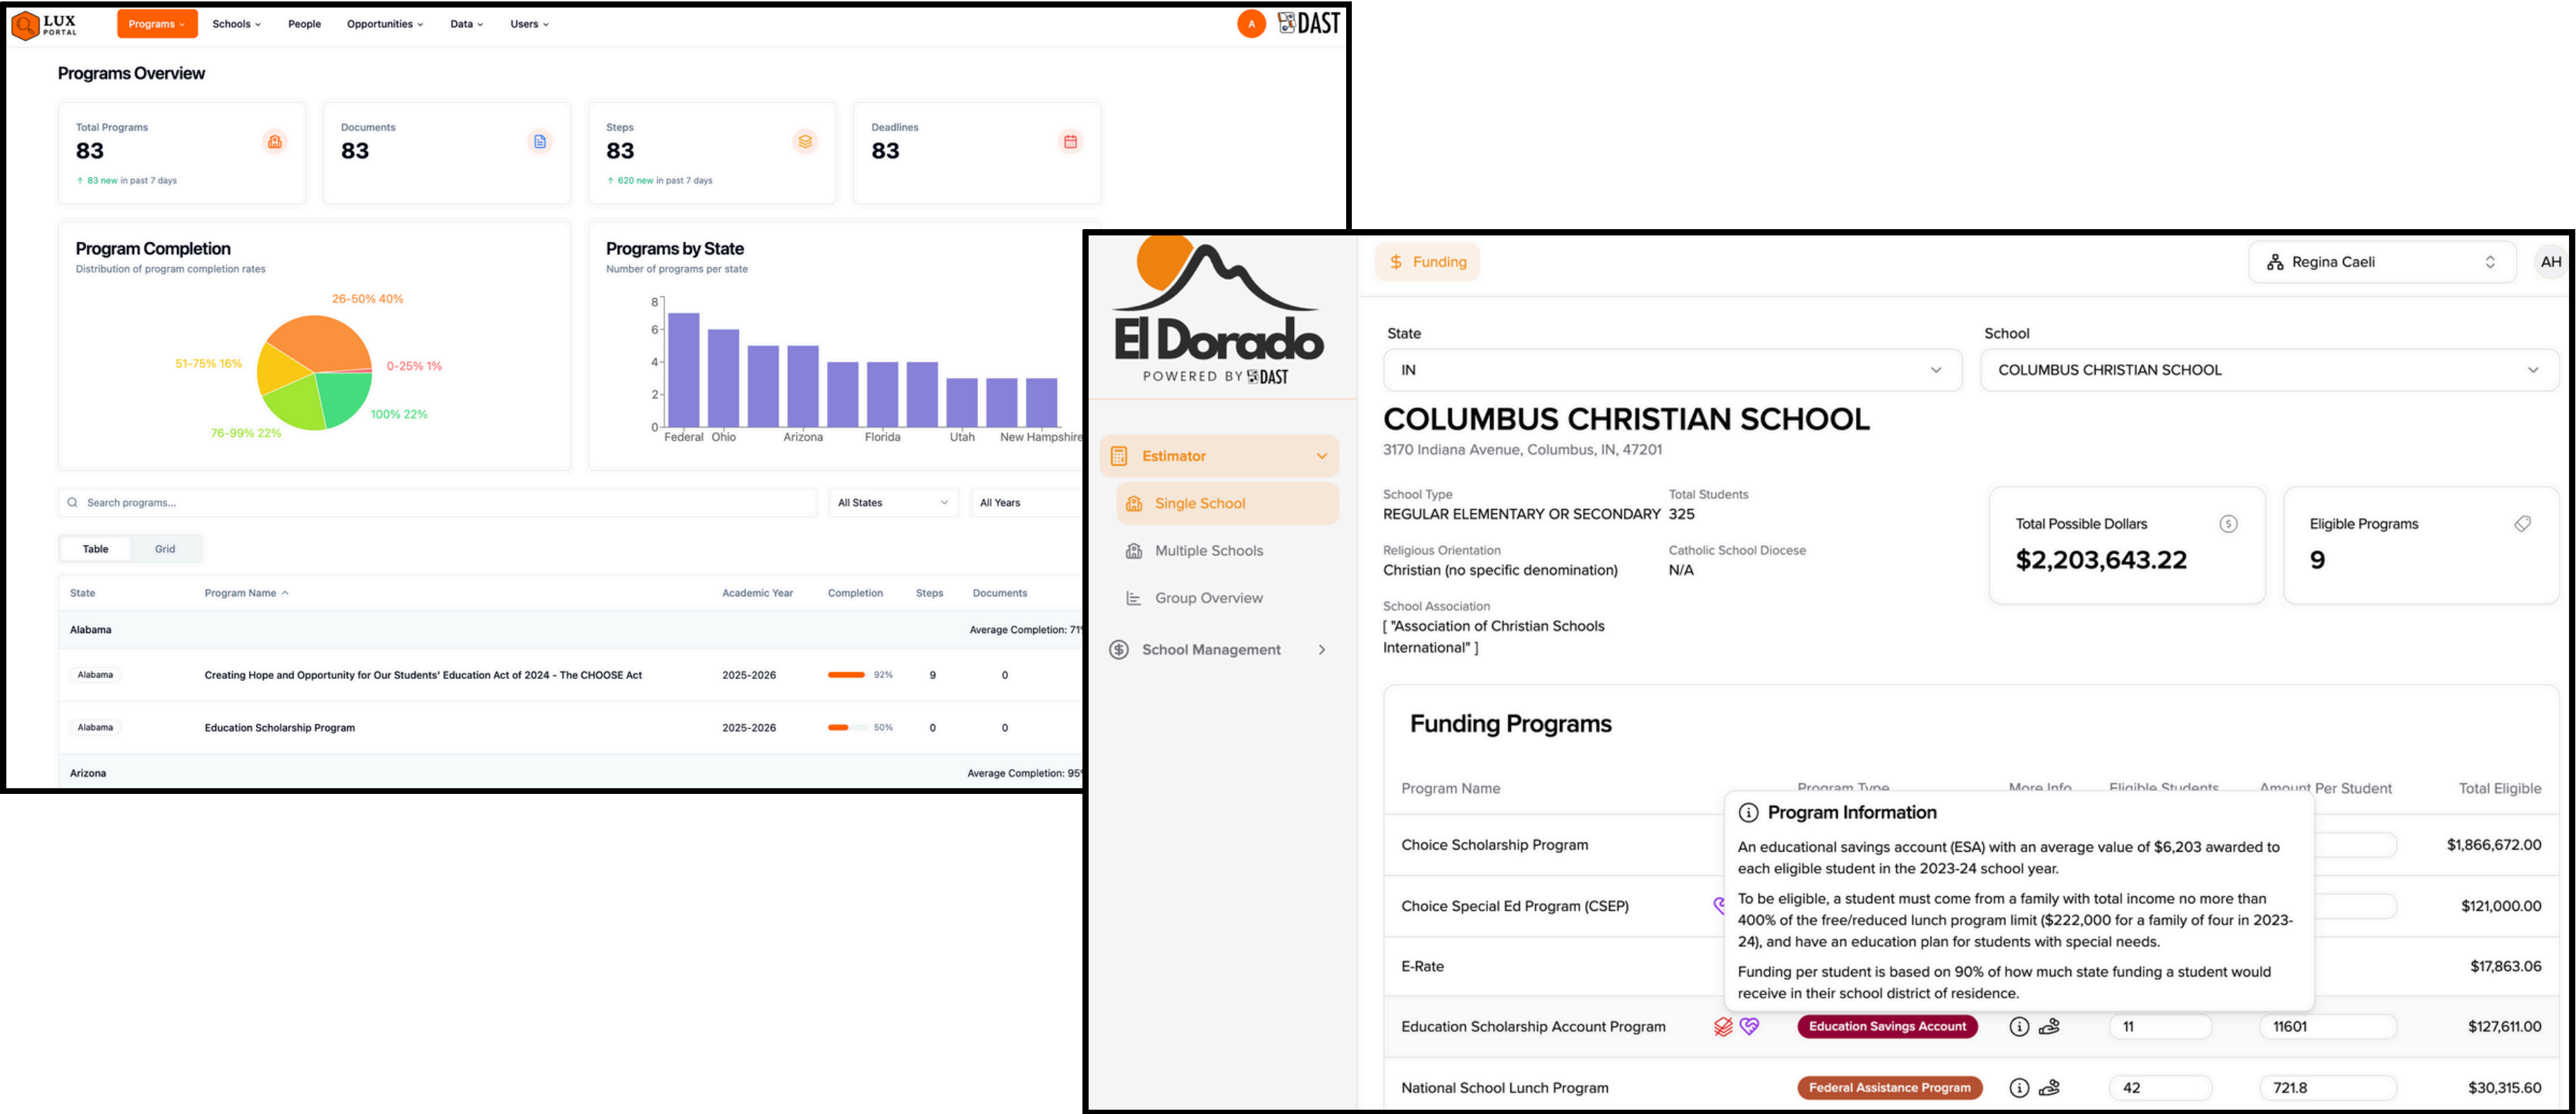 LUX
PORTAL
Programs
Schools
People
Opportunities
Data
Users
A
DAST
Programs Overview
Total Programs
83
↑ 83 new in past 7 days
Documents
83
Steps
83
↑ 620 new in past 7 days
Deadlines
83
Program Completion
Distribution of program completion rates
26-50% 40%
51-75% 16%
0-25% 1%
100% 22%
76-99% 22%
Programs by State
Number of programs per state
8
6
4
2
0
Federal Ohio Arizona Florida Utah New Hampshire
Search programs...
All States
All Years
Table Grid
State Program Name Academic Year Completion Steps Documents
Alabama Average Completion: 71%
Alabama Creating Hope and Opportunity for Our Students' Education Act of 2024 - The CHOOSE Act 2025-2026 92% 9 0
Alabama Education Scholarship Program 2025-2026 50% 0 0
Arizona Average Completion: 95%
El Dorado
POWERED BY DAST
Estimator
Single School
Multiple Schools
Group Overview
School Management
$ Funding
Regina Caeli
AH
State
IN
School
COLUMBUS CHRISTIAN SCHOOL
COLUMBUS CHRISTIAN SCHOOL
3170 Indiana Avenue, Columbus, IN, 47201
School Type
REGULAR ELEMENTARY OR SECONDARY
Total Students
325
Religious Orientation
Christian (no specific denomination)
Catholic School Diocese
N/A
School Association
[ "Association of Christian Schools
International" ]
Total Possible Dollars
$2,203,643.22
Eligible Programs
9
Funding Programs
Program Name Program Type More Info Eligible Students Amount Per Student Total Eligible
Choice Scholarship Program $1,866,672.00
Choice Special Ed Program (CSEP) $121,000.00
E-Rate $17,863.06
Program Information
An educational savings account (ESA) with an average value of $6,203 awarded to
each eligible student in the 2023-24 school year.
To be eligible, a student must come from a family with total income no more than
400% of the free/reduced lunch program limit ($222,000 for a family of four in 2023-
24), and have an education plan for students with special needs.
Funding per student is based on 90% of how much state funding a student would
receive in their school district of residence.
Education Scholarship Account Program Education Savings Account 11 11601 $127,611.00
National School Lunch Program Federal Assistance Program 42 721.8 $30,315.60